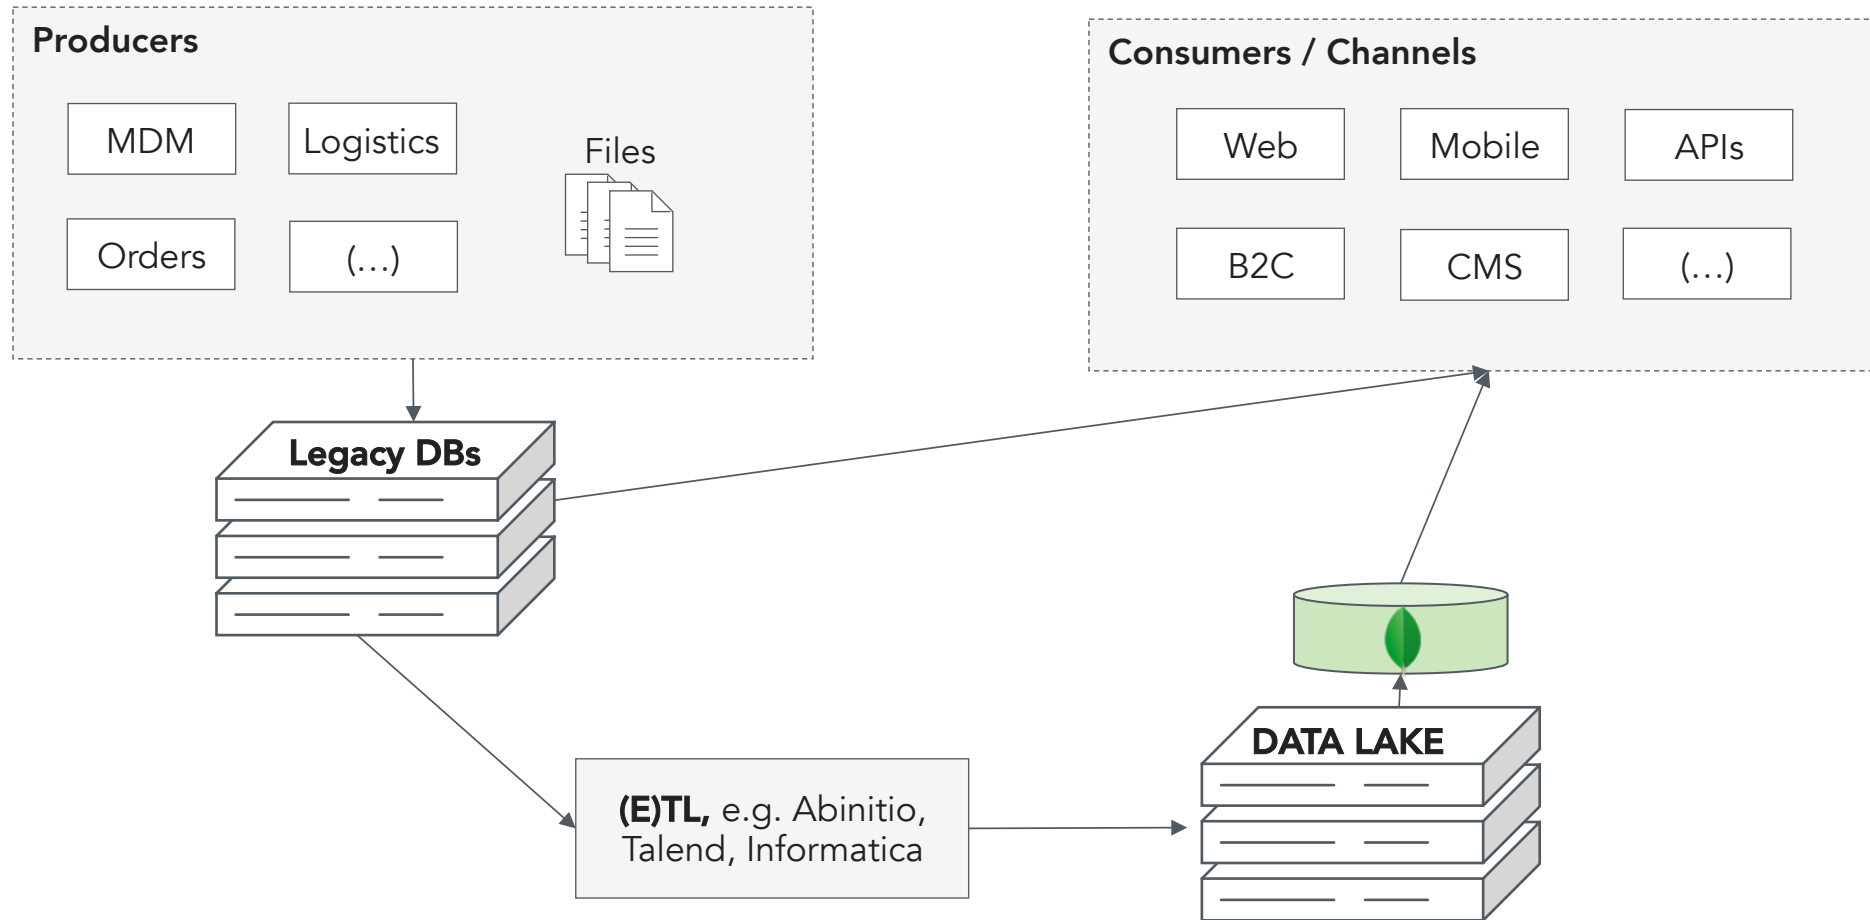 Producers
MDM
Logistics
Files
Orders
(...)
Consumers / Channels
Web
Mobile
APIs
B2C
CMS
(...)
Legacy DBs
(E)TL, e.g. Abinitio,
Talend, Informatica
DATA LAKE